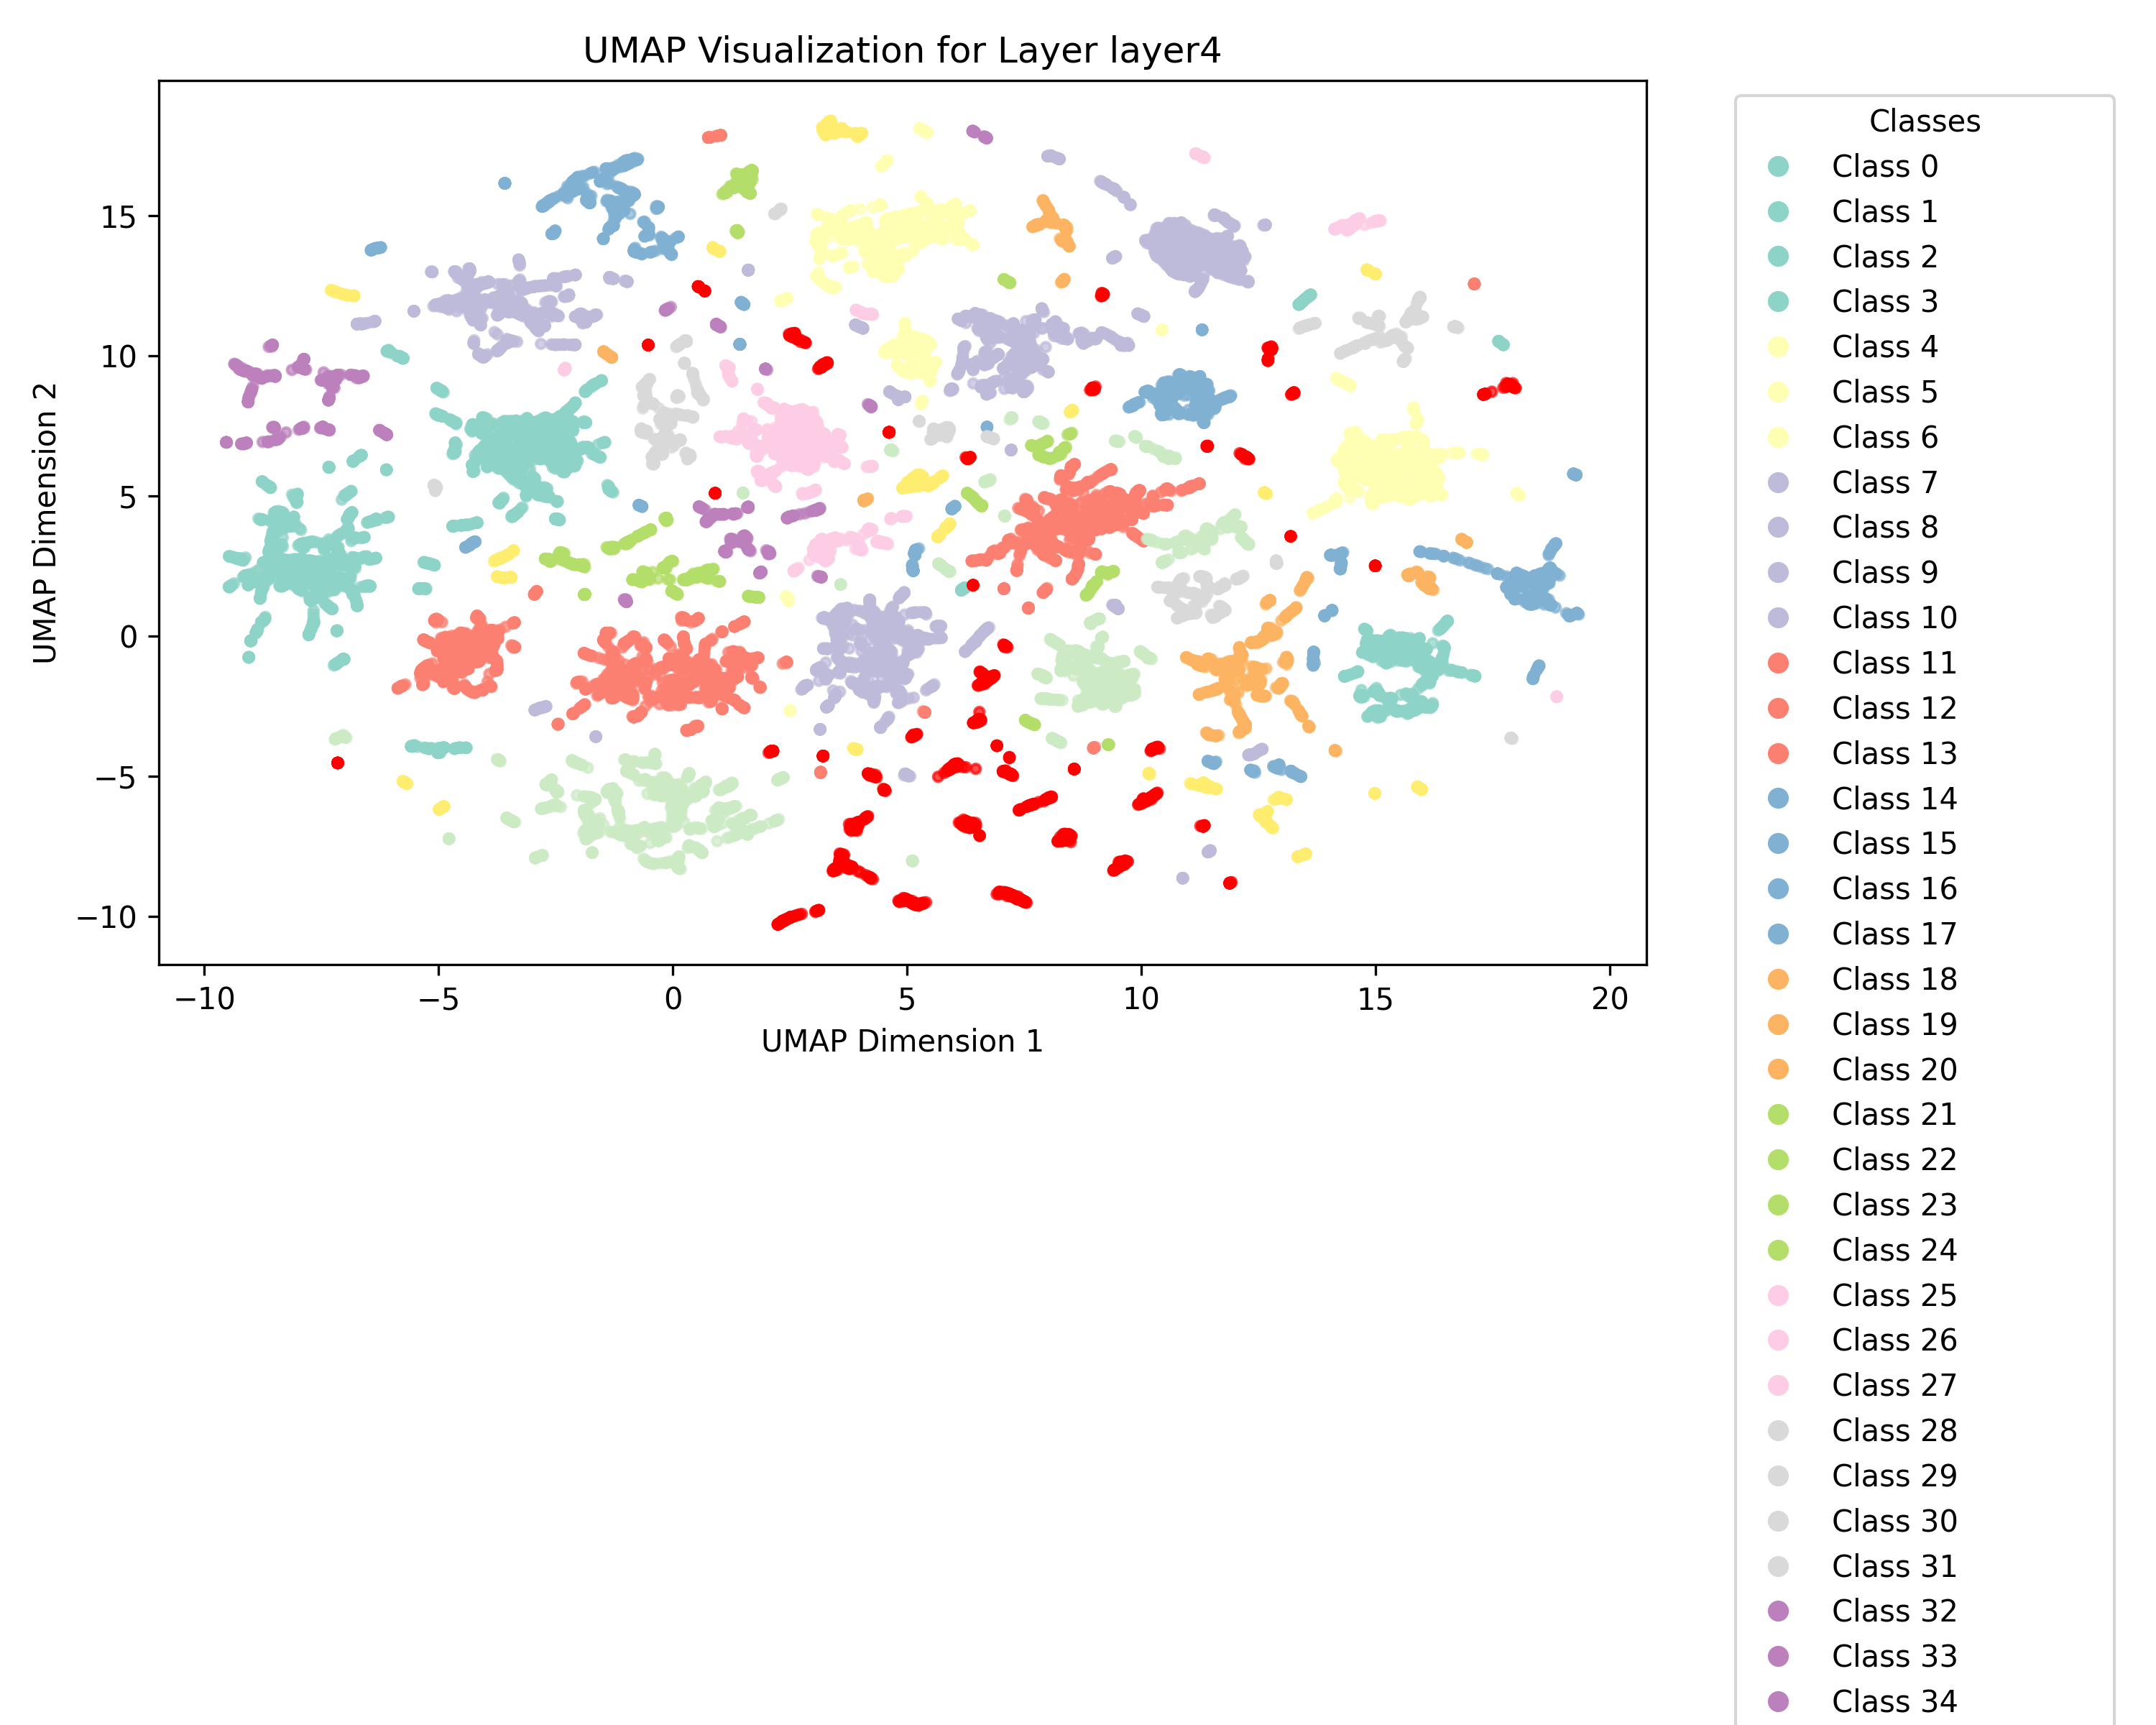 UMAP Visualization for Layer layer4
UMAP Dimension 2
15
10
5
0
−5
−10
−10 −5 0 5 10 15 20
UMAP Dimension 1
Classes
Class 0
Class 1
Class 2
Class 3
Class 4
Class 5
Class 6
Class 7
Class 8
Class 9
Class 10
Class 11
Class 12
Class 13
Class 14
Class 15
Class 16
Class 17
Class 18
Class 19
Class 20
Class 21
Class 22
Class 23
Class 24
Class 25
Class 26
Class 27
Class 28
Class 29
Class 30
Class 31
Class 32
Class 33
Class 34